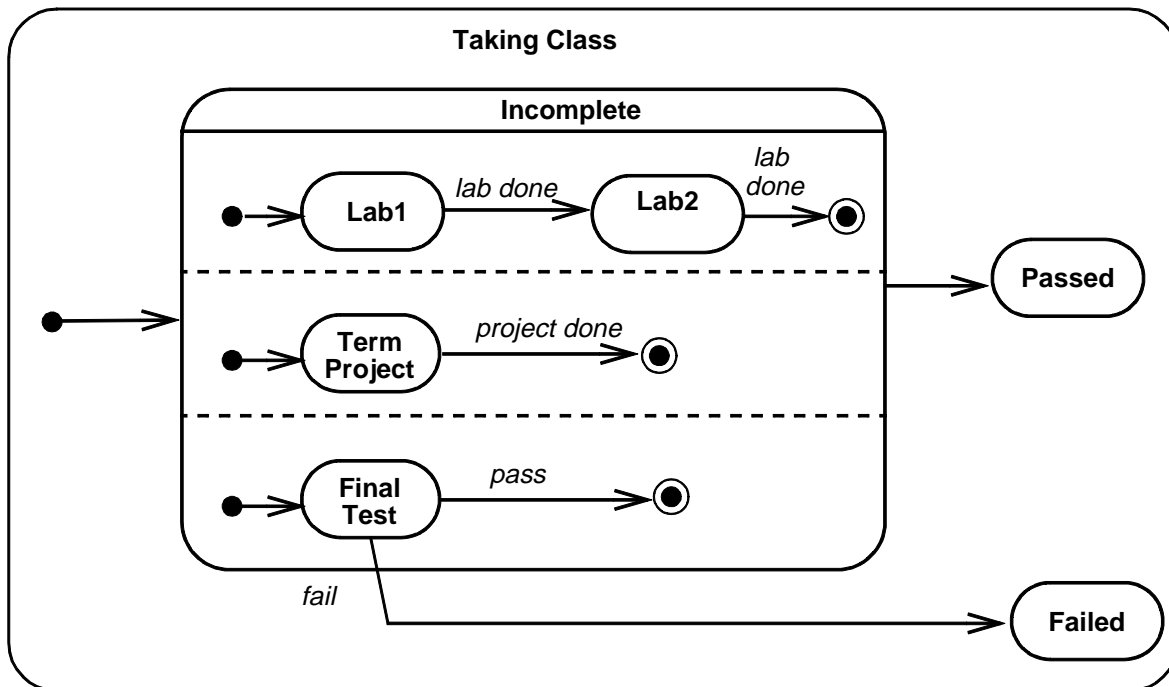 Taking Class
Incomplete
lab
done
lab done
Lab1
Lab2
Passed
project done
Term
Project
pass
Final
Test
fail
Failed